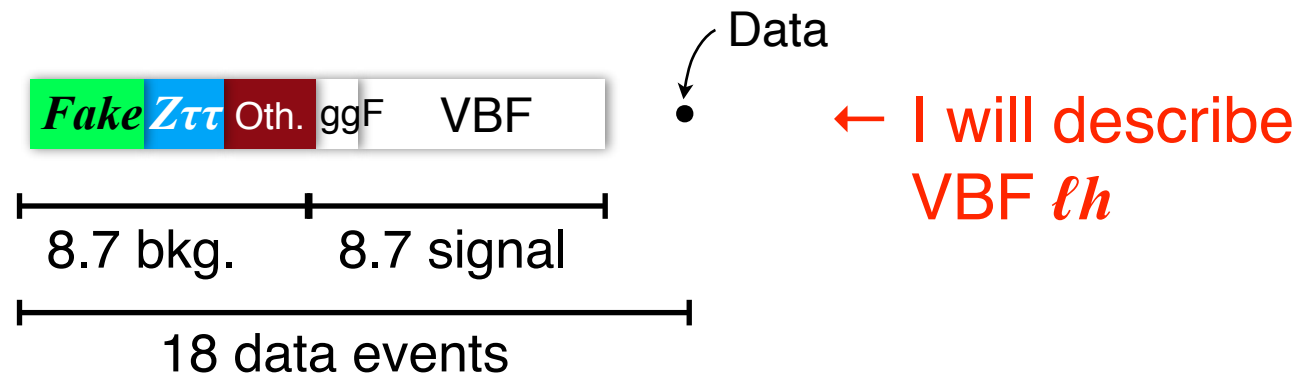 Data
Fake Zττ Oth. ggF VBF
← I will describe
VBF ℓh
8.7 bkg. 8.7 signal
18 data events